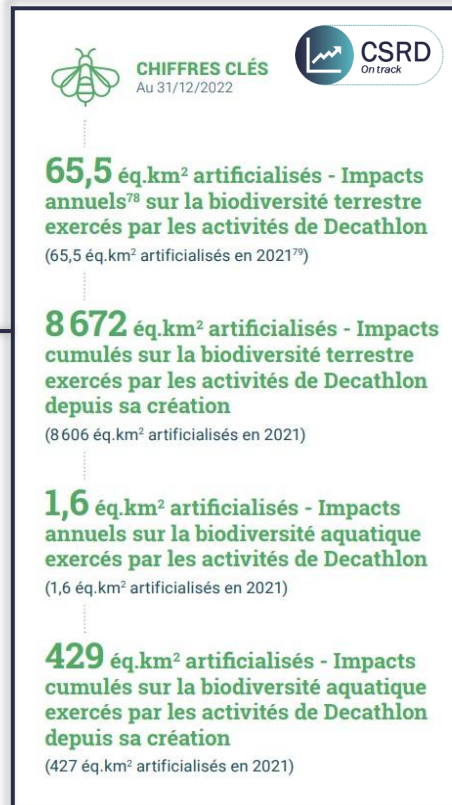 CHIFFRES CLÉS
Au 31/12/2022
CSRD
On track
65,5 éq.km² artificialisés - Impacts
annuels⁷⁸ sur la biodiversité terrestre
exercés par les activités de Decathlon
(65,5 éq.km² artificialisés en 2021⁷⁹)
8 672 éq.km² artificialisés - Impacts
cumulés sur la biodiversité terrestre
exercés par les activités de Decathlon
depuis sa création
(8 606 éq.km² artificialisés en 2021)
1,6 éq.km² artificialisés - Impacts
annuels sur la biodiversité aquatique
exercés par les activités de Decathlon
(1,6 éq.km² artificialisés en 2021)
429 éq.km² artificialisés - Impacts
cumulés sur la biodiversité aquatique
exercés par les activités de Decathlon
depuis sa création
(427 éq.km² artificialisés en 2021)